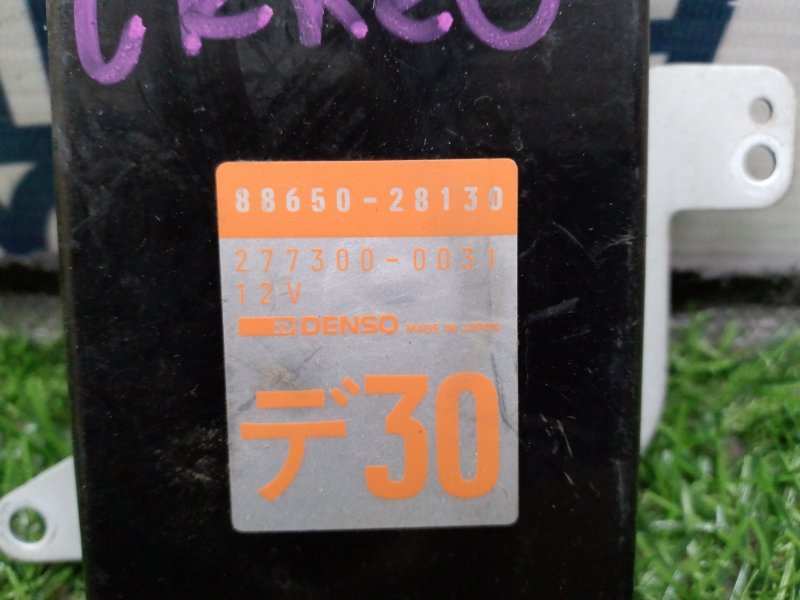 88650-28130
277300-0031
12V
DENSO MADE IN JAPAN
デ30